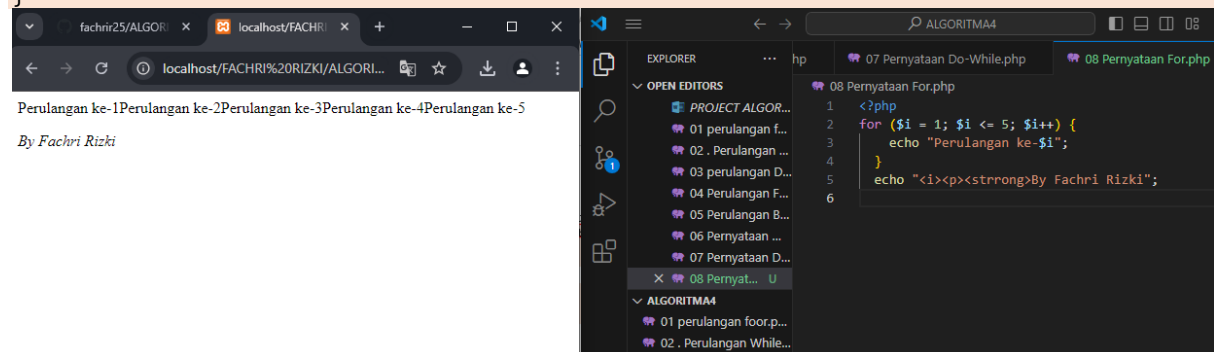 fachrir25/ALGORI
localhost/FACHRI
localhost/FACHRI%20RIZKI/ALGORI...
Perulangan ke-1Perulangan ke-2Perulangan ke-3Perulangan ke-4Perulangan ke-5
By Fachri Rizki
ALGORITMA4
EXPLORER
hp
07 Pernyataan Do-While.php
08 Pernyataan For.php
OPEN EDITORS
PROJECT ALGOR...
01 perulangan f...
02 . Perulangan ...
03 perulangan D...
04 Perulangan F...
05 Perulangan B...
06 Pernyataan ...
07 Pernyataan D...
08 Pernyat... U
ALGORITMA4
01 perulangan foor.p...
02 . Perulangan While...
1
08 Pernyataan For.php
1 <?php
2 for ($i = 1; $i <= 5; $i++) {
3 echo "Perulangan ke-$i";
4 }
5 echo "<i><p><strrong>By Fachri Rizki";
6